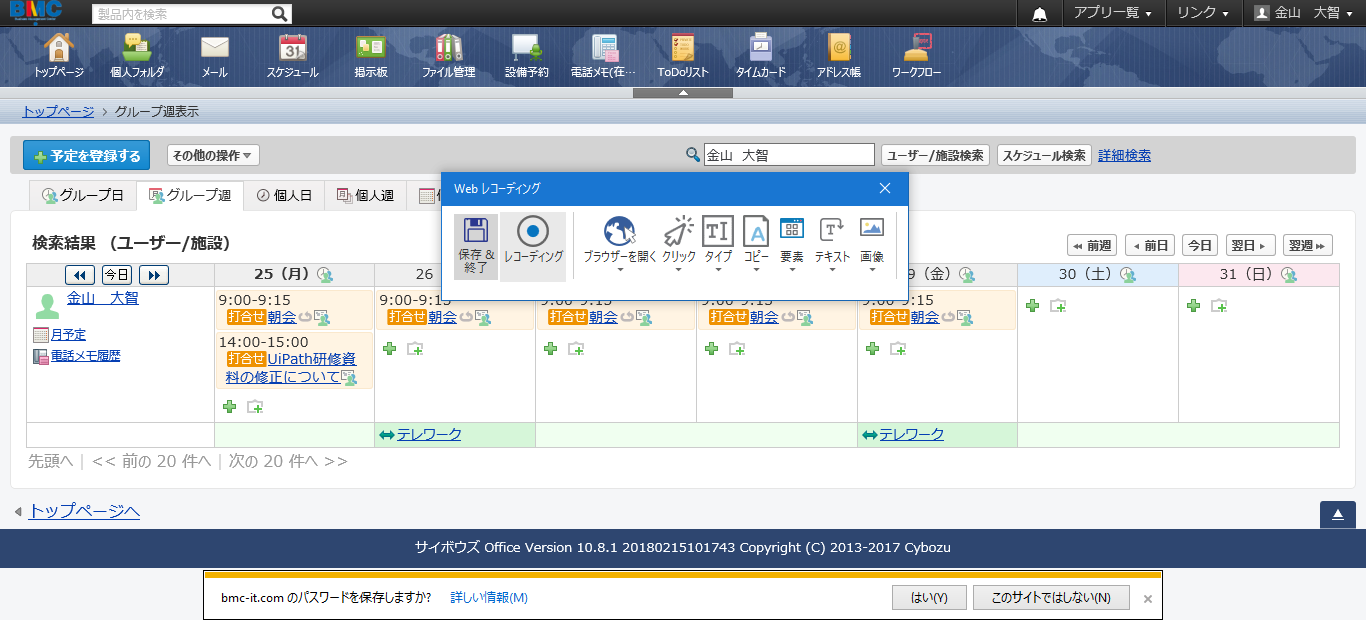 BMC
製品内を検索
アプリ一覧 ▼ リンク ▼ 金山 大智 ▼
トップページ 個人フォルダ メール スケジュール 掲示板 ファイル管理 設備予約 電話メモ(在… ToDoリスト タイムカード アドレス帳 ワークフロー
トップページ > グループ週表示
予定を登録する その他の操作▼ 金山 大智 ユーザー/施設検索 スケジュール検索 詳細検索
Web レコーディング
グループ日 グループ週 個人日 個人週
保存 & 終了 レコーディング ブラウザーを開く クリック タイプ コピー 要素 テキスト 画像
検索結果 （ユーザー/施設）
前週 前日 今日 翌日 翌週
今日 25（月） 26 9（金） 30（土） 31（日）
金山 大智
月予定
電話メモ履歴
9:00-9:15
打合せ 朝会
14:00-15:00
打合せ UiPath研修資
料の修正について
9:00-9:15
打合せ 朝会
9:00-9:15
打合せ 朝会
9:00-9:15
打合せ 朝会
9:00-9:15
打合せ 朝会
テレワーク テレワーク
先頭へ | << 前の 20 件へ | 次の 20 件へ >>
トップページへ
サイボウズ Office Version 10.8.1 20180215101743 Copyright (C) 2013-2017 Cybozu
bmc-it.com のパスワードを保存しますか? 詳しい情報(M) はい(Y) このサイトではしない(N)